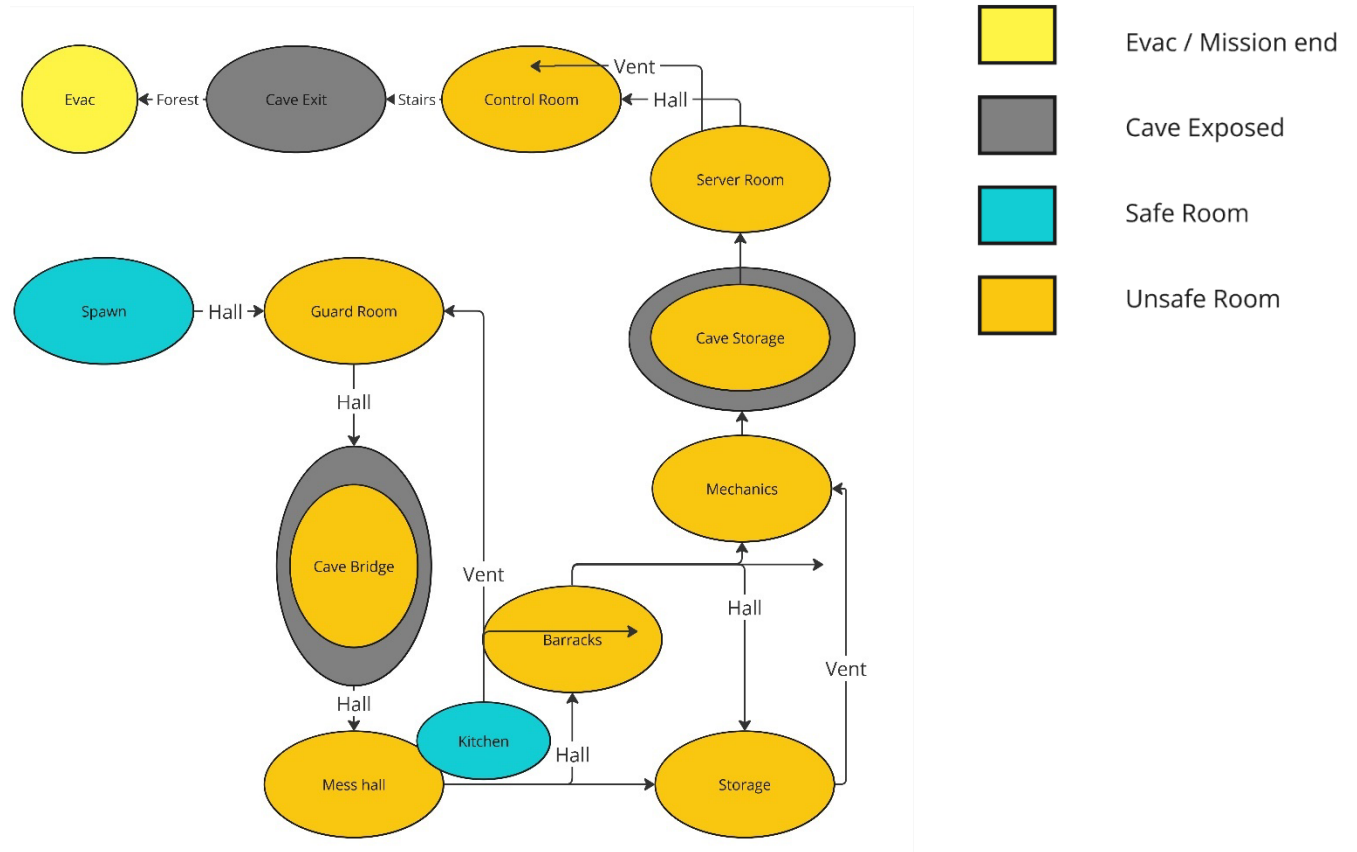 Evac
Forest
Cave Exit
Stairs
Control Room
Vent
Hall
Server Room
Spawn
Hall
Guard Room
Hall
Cave Storage
Cave Bridge
Mechanics
Vent
Hall
Barracks
Vent
Hall
Kitchen
Hall
Mess hall
Storage
Evac / Mission end
Cave Exposed
Safe Room
Unsafe Room